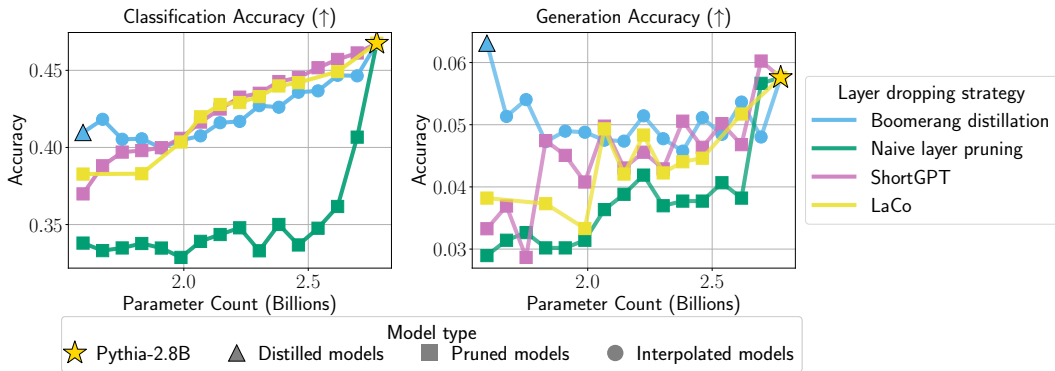 Classification Accuracy (↑)
Accuracy
0.45
0.40
0.35
2.0
2.5
Parameter Count (Billions)
Generation Accuracy (↑)
Accuracy
0.06
0.05
0.04
0.03
2.0
2.5
Parameter Count (Billions)
Layer dropping strategy
Boomerang distillation
Naive layer pruning
ShortGPT
LaCo
Model type
Pythia-2.8B
Distilled models
Pruned models
Interpolated models